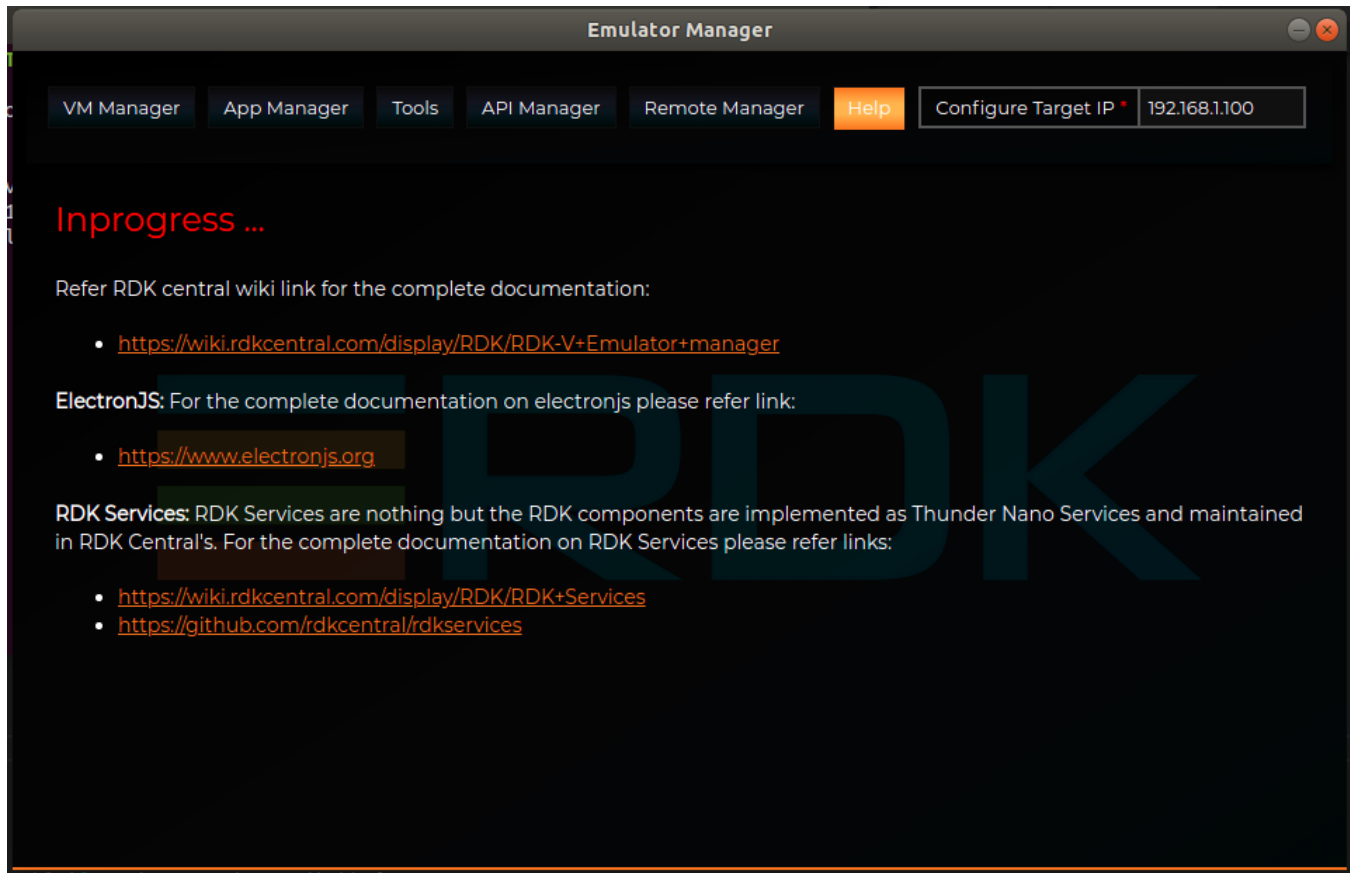 Emulator Manager
VM Manager App Manager Tools API Manager Remote Manager Help Configure Target IP * 192.168.1.100
Inprogress ...
Refer RDK central wiki link for the complete documentation:
https://wiki.rdkcentral.com/display/RDK/RDK-V+Emulator+manager
ElectronJS: For the complete documentation on electronjs please refer link:
https://www.electronjs.org
RDK Services: RDK Services are nothing but the RDK components are implemented as Thunder Nano Services and maintained
in RDK Central's. For the complete documentation on RDK Services please refer links:
https://wiki.rdkcentral.com/display/RDK/RDK+Services
https://github.com/rdkcentral/rdkservices
RDK